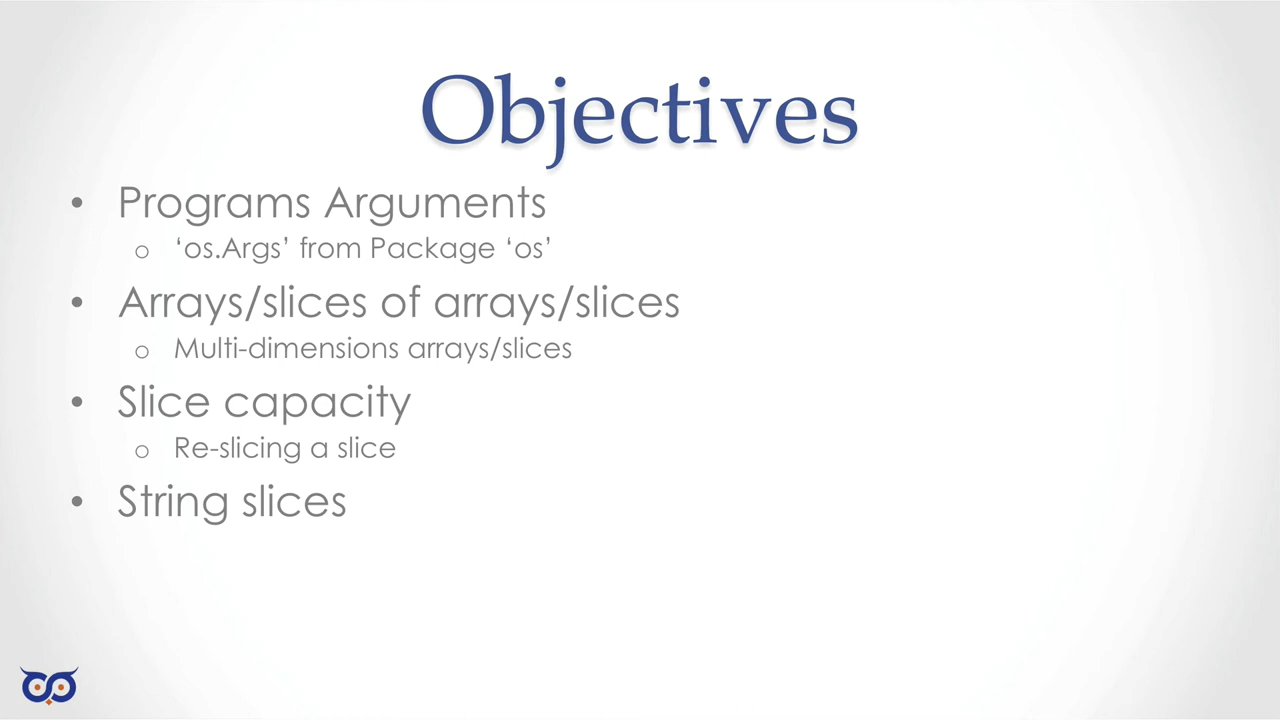 Objectives
• Programs Arguments
o ‘os.Args’ from Package ‘os’
• Arrays/slices of arrays/slices
o Multi-dimensions arrays/slices
• Slice capacity
o Re-slicing a slice
• String slices